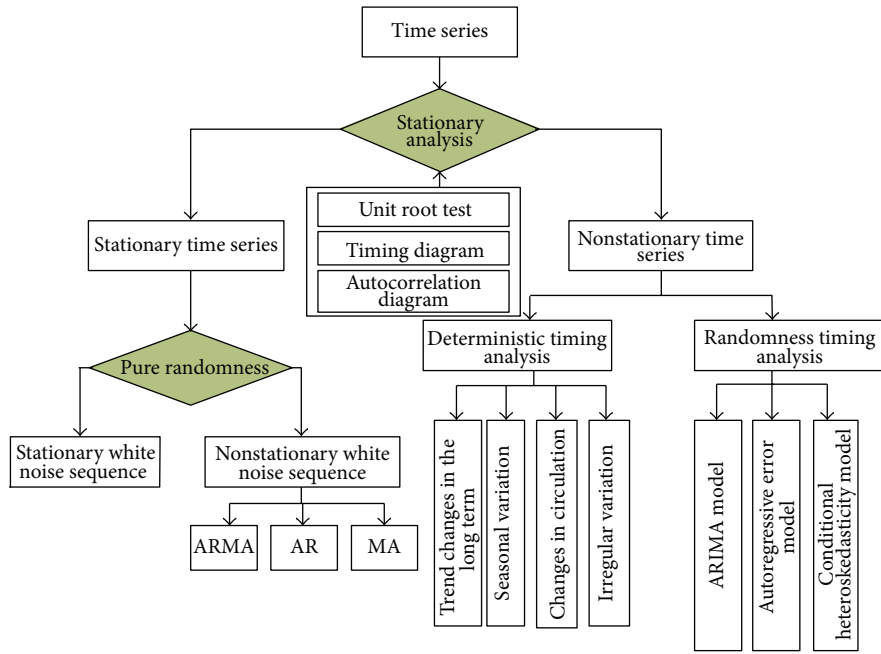 Time series
Stationary
analysis
Unit root test
Timing diagram
Autocorrelation
diagram
Stationary time series
Nonstationary time
series
Pure randomness
Deterministic timing
analysis
Randomness timing
analysis
Stationary white
noise sequence
Nonstationary white
noise sequence
ARMA
AR
MA
Trend changes in the
long term
Seasonal variation
Changes in circulation
Irregular variation
ARIMA model
Autoregressive error
model
Conditional
heteroskedasticity model